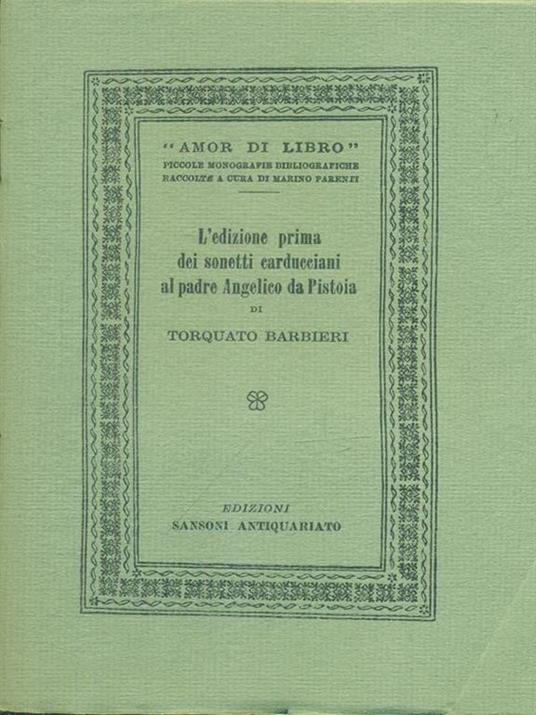 “AMOR DI LIBRO”
PICCOLE MONOGRAFIE BIBLIOGRAFICHE
RACCOLTE A CURA DI MARINO PARENTI
L'edizione prima
dei sonetti carducciani
al padre Angelico da Pistoia
DI
TORQUATO BARBIERI
EDIZIONI
SANSONI ANTIQUARIATO